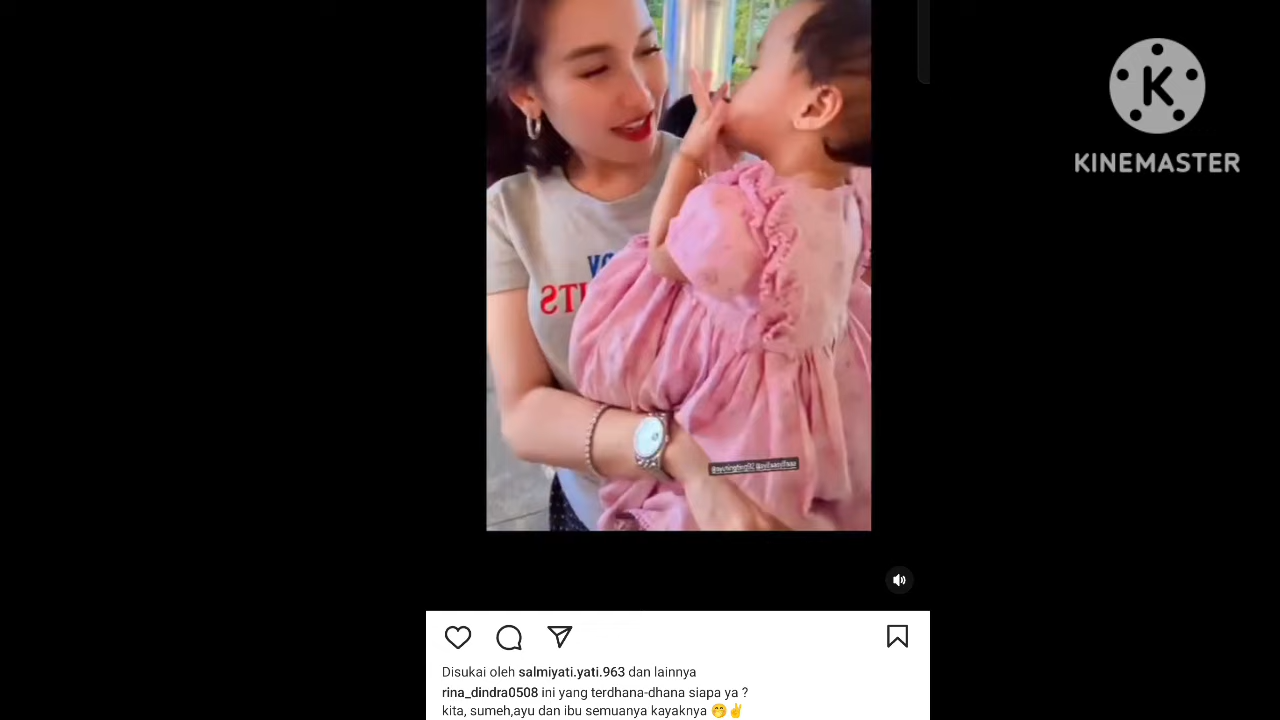 KINEMASTER
Disukai oleh salmiyati.yati.963 dan lainnya
rina_dindra0508 ini yang terdhana-dhana siapa ya ?
kita, sumeh,ayu dan ibu semuanya kayaknya 🤭✌️